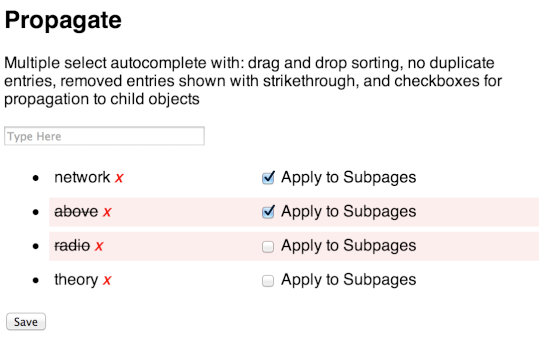 Propagate
Multiple select autocomplete with: drag and drop sorting, no duplicate
entries, removed entries shown with strikethrough, and checkboxes for
propagation to child objects
Type Here
network x Apply to Subpages
above x Apply to Subpages
radio x Apply to Subpages
theory x Apply to Subpages
Save